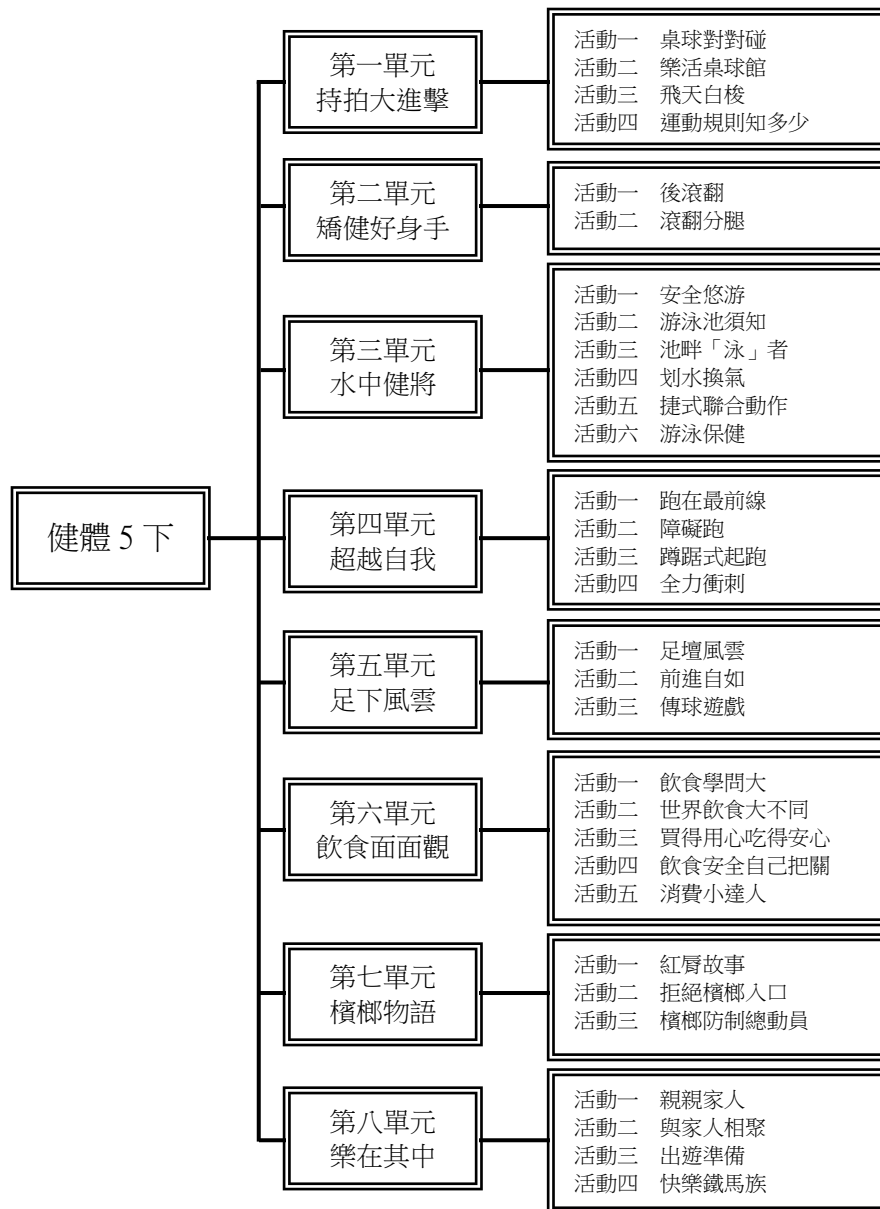 健體 5 下
第一單元
持拍大進擊
活動一 桌球對對碰
活動二 樂活桌球館
活動三 飛天白梭
活動四 運動規則知多少
第二單元
矯健好身手
活動一 後滾翻
活動二 滾翻分腿
第三單元
水中健將
活動一 安全悠游
活動二 游泳池須知
活動三 池畔「泳」者
活動四 划水換氣
活動五 捷式聯合動作
活動六 游泳保健
第四單元
超越自我
活動一 跑在最前線
活動二 障礙跑
活動三 蹲踞式起跑
活動四 全力衝刺
第五單元
足下風雲
活動一 足壇風雲
活動二 前進自如
活動三 傳球遊戲
第六單元
飲食面面觀
活動一 飲食學問大
活動二 世界飲食大不同
活動三 買得用心吃得安心
活動四 飲食安全自己把關
活動五 消費小達人
第七單元
檳榔物語
活動一 紅脣故事
活動二 拒絕檳榔入口
活動三 檳榔防制總動員
第八單元
樂在其中
活動一 親親家人
活動二 與家人相聚
活動三 出遊準備
活動四 快樂鐵馬族